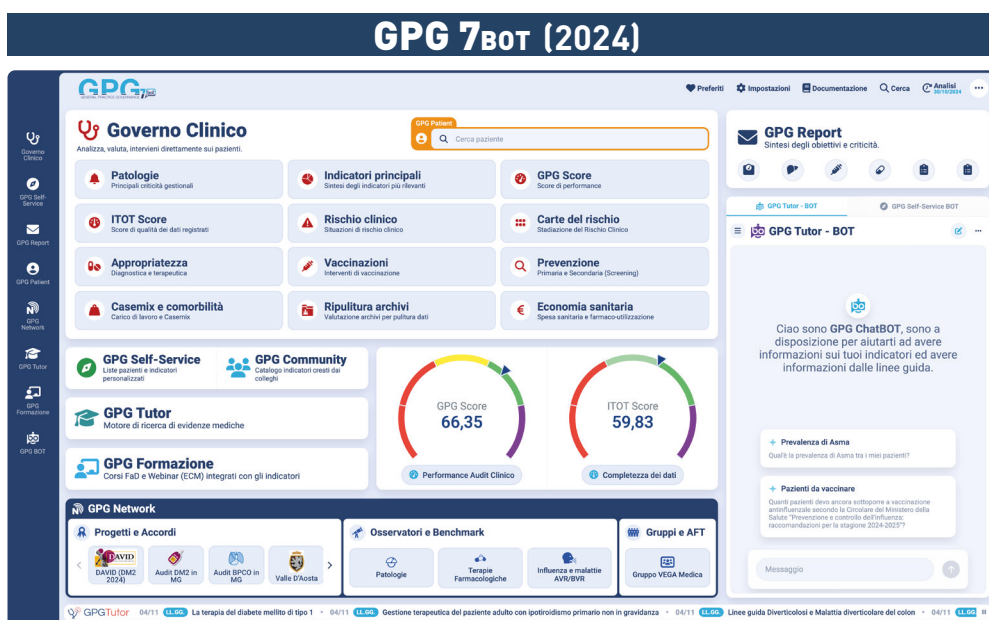 GPG 7BOT (2024)
GPG 7
GENERAL PRACTICE GOVERNANCE
Preferiti
Impostazioni
Documentazione
Cerca
Analisi
30/10/2024
Governo
Clinico
GPG Self-
Service
GPG Report
GPG Patient
GPG
Network
GPG Tutor
GPG
Formazione
GPG BOT
Governo Clinico
Analizza, valuta, intervieni direttamente sui pazienti.
GPG Patient
Cerca paziente
Patologie
Principali criticità gestionali
Indicatori principali
Sintesi degli indicatori più rilevanti
GPG Score
Score di performance
ITOT Score
Score di qualità dei dati registrati
Rischio clinico
Situazioni di rischio clinico
Carte del rischio
Stadiazione del Rischio Clinico
Appropriatezza
Diagnostica e terapeutica
Vaccinazioni
Interventi di vaccinazione
Prevenzione
Primaria e Secondaria (Screening)
Casemix e comorbilità
Carico di lavoro e Casemix
Ripulitura archivi
Valutazione archivi per pulitura dati
Economia sanitaria
Spesa sanitaria e farmaco-utilizzazione
GPG Self-Service
Liste pazienti e indicatori
personalizzati
GPG Community
Catalogo indicatori creati dai
colleghi
GPG Tutor
Motore di ricerca di evidenze mediche
GPG Formazione
Corsi FaD e Webinar (ECM) integrati con gli indicatori
GPG Score
66,35
Performance Audit Clinico
ITOT Score
59,83
Completezza dei dati
GPG Network
Progetti e Accordi
DAVID
DAVID (DM2
2024)
Audit DM2 in
MG
Audit BPCO in
MG
Valle D'Aosta
Osservatori e Benchmark
Patologie
Terapie
Farmacologiche
Influenza e malattie
AVR/BVR
Gruppi e AFT
Gruppo VEGA Medica
GPG Report
Sintesi degli obiettivi e criticità.
GPG Tutor - BOT
GPG Self-Service BOT
GPG Tutor - BOT
Ciao sono GPG ChatBOT, sono a
disposizione per aiutarti ad avere
informazioni sui tuoi indicatori ed avere
informazioni dalle linee guida.
+ Prevalenza di Asma
Qual'è la prevalenza di Asma tra i miei pazienti?
+ Pazienti da vaccinare
Quanti pazienti devo ancora sottoporre a vaccinazione
antinfluenzale secondo la Circolare del Ministero della
Salute "Prevenzione e controllo dell'influenza:
raccomandazioni per la stagione 2024-2025"?
Messaggio
GPGTutor 04/11 LL.GG. La terapia del diabete mellito di tipo 1 • 04/11 LL.GG. Gestione terapeutica del paziente adulto con ipotiroidismo primario non in gravidanza • 04/11 LL.GG. Linee guida Diverticolosi e Malattia diverticolare del colon • 04/11 LL.GG.